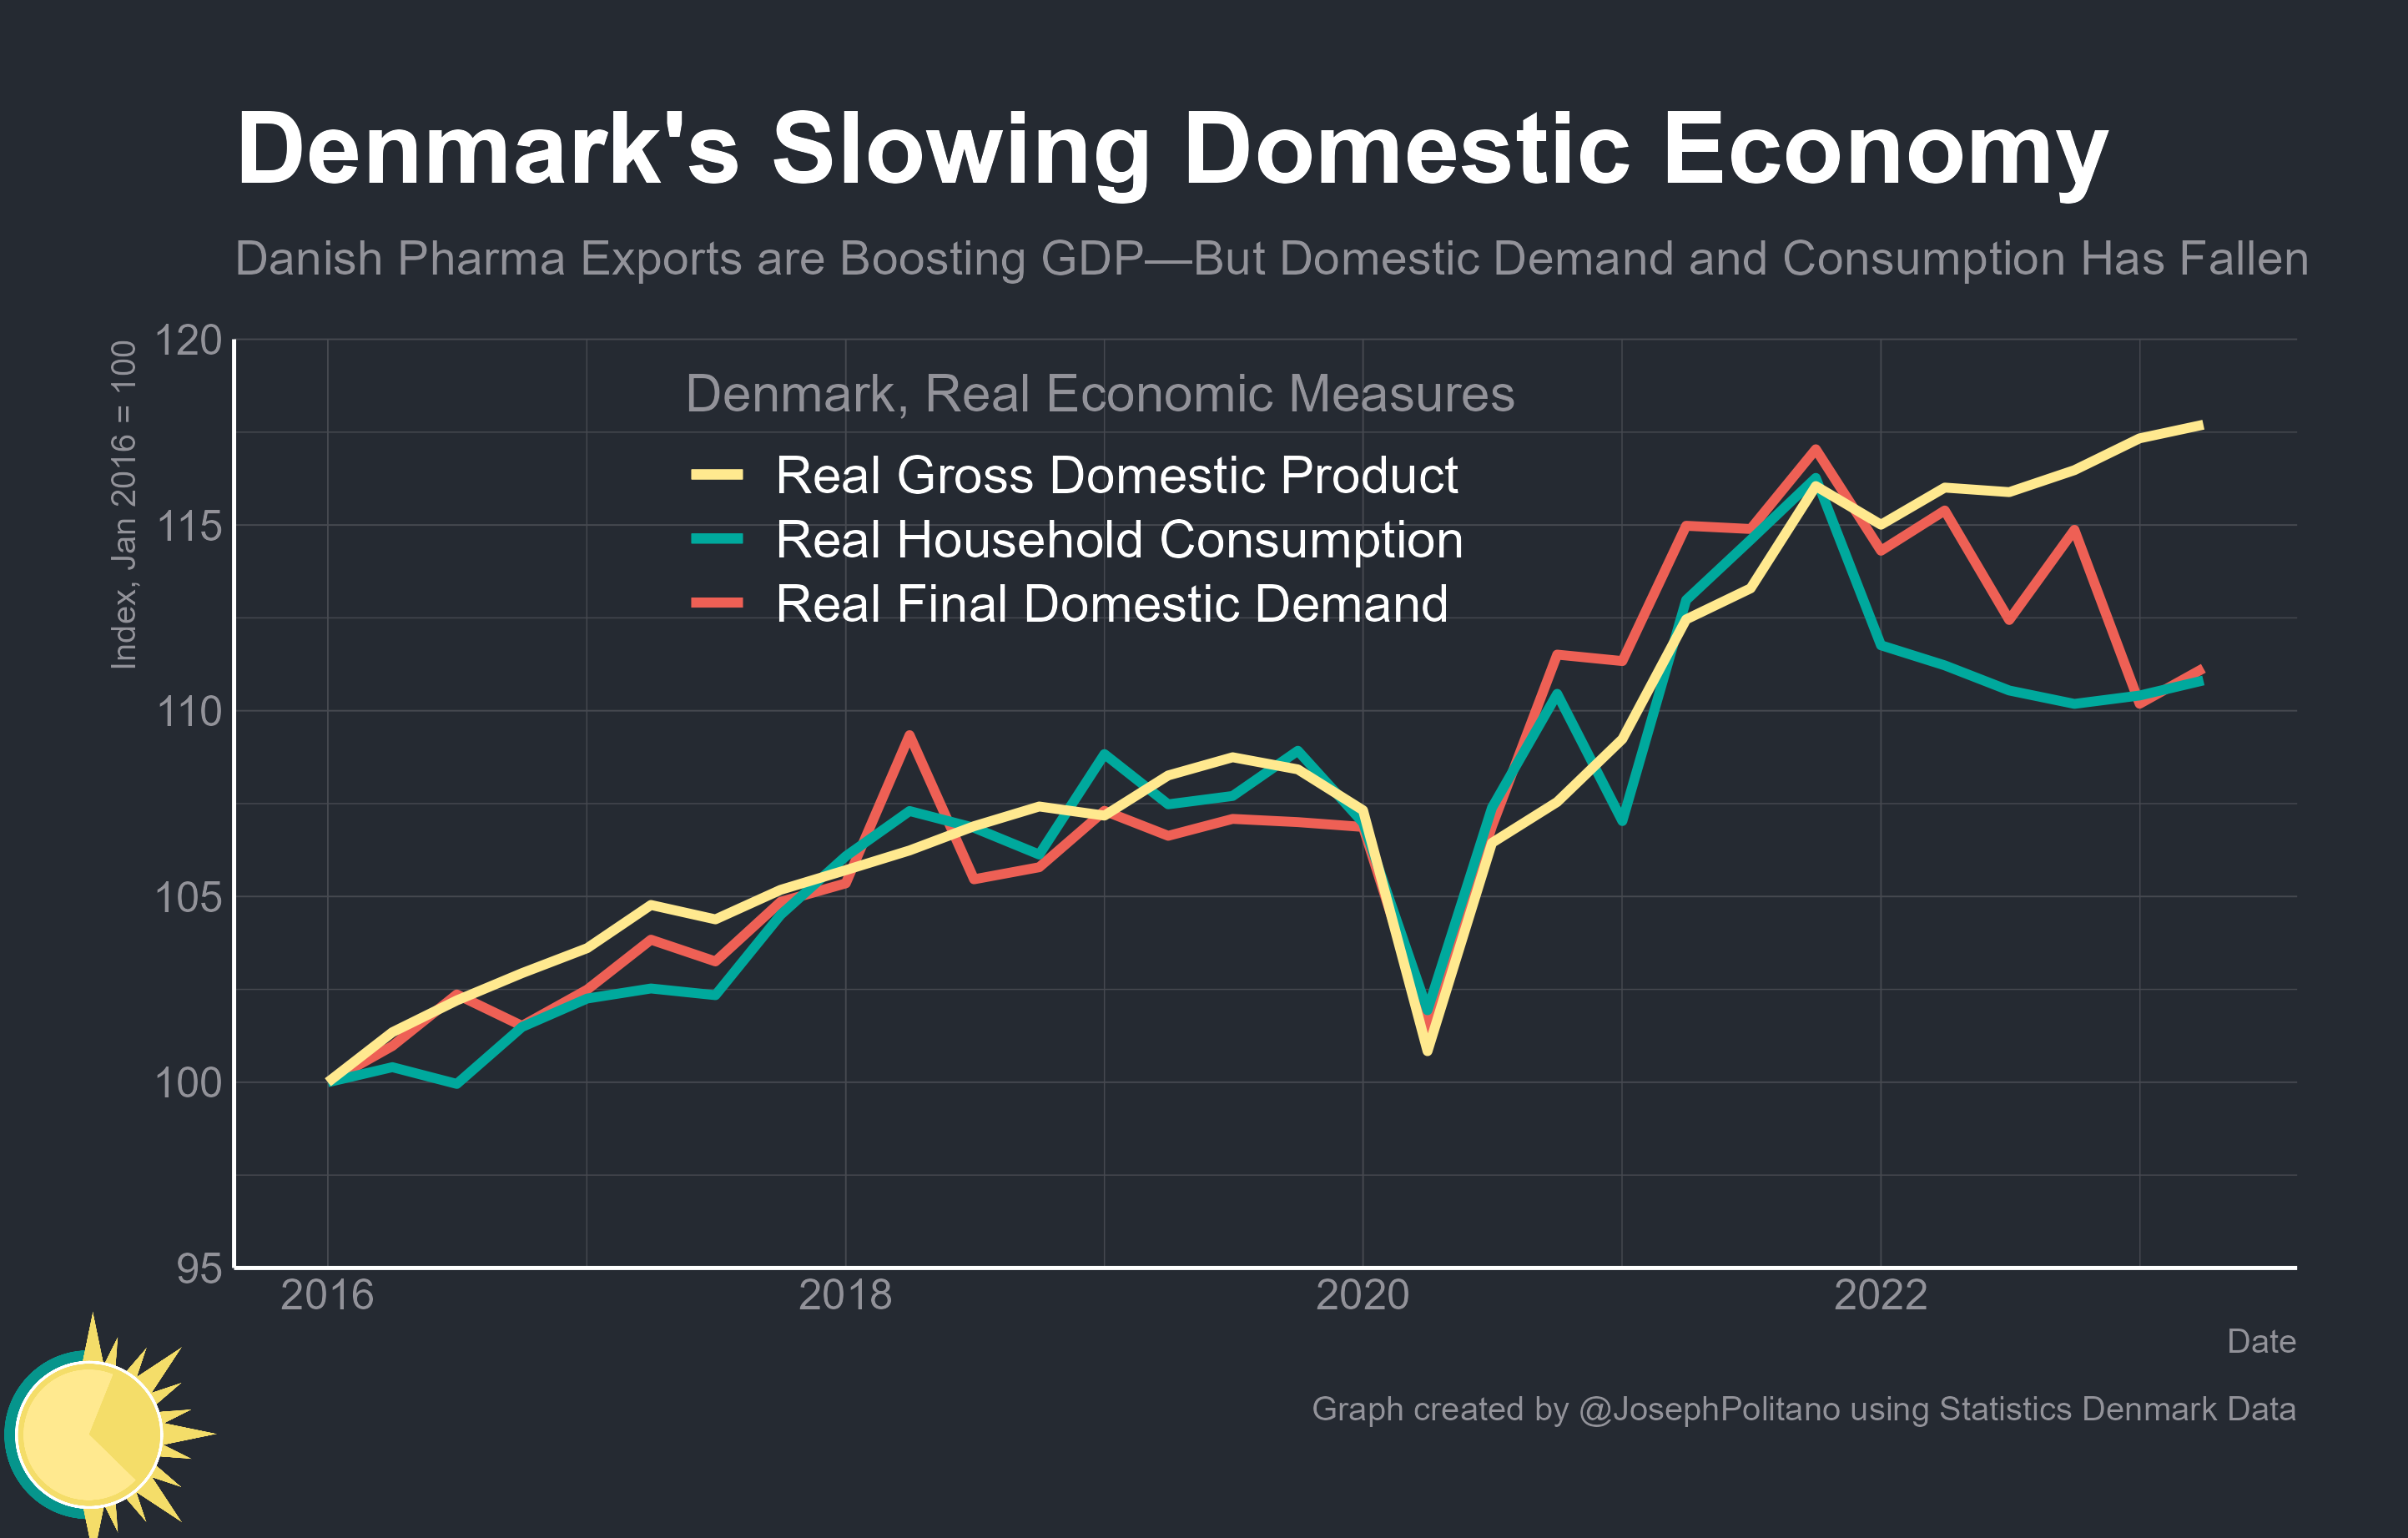 Denmark's Slowing Domestic Economy
Danish Pharma Exports are Boosting GDP—But Domestic Demand and Consumption Has Fallen
Index, Jan 2016 = 100
120
115
110
105
100
95
Denmark, Real Economic Measures
Real Gross Domestic Product
Real Household Consumption
Real Final Domestic Demand
2016 2018 2020 2022
Date
Graph created by @JosephPolitano using Statistics Denmark Data